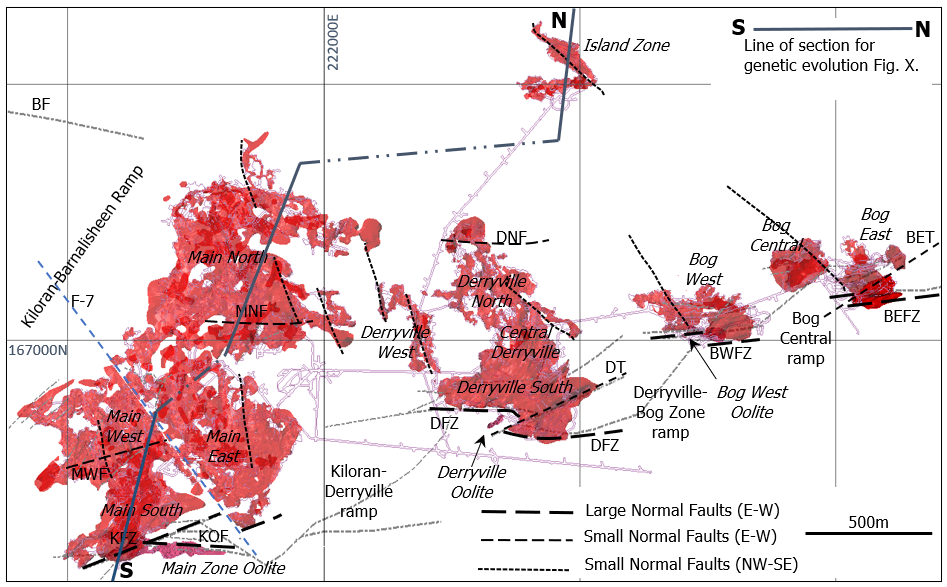 222000E
N
Island Zone
S N
Line of section for
genetic evolution Fig. X.
BF
Kiloran-Barnalisheen Ramp
F-7
Main North
MNF
167000N
DNF
Derryville
North
Derryville
West
Central
Derryville
Derryville South
DT
DFZ
DFZ
Derryville
Oolite
Bog
West
BWFZ
Bog West
Oolite
Derryville-
Bog Zone
ramp
Bog
Central
Bog
East
BET
BEFZ
Bog
Central
ramp
Main
West
MWF
Main
East
Main South
KFZ
KOF
S
Main Zone Oolite
Kiloran-
Derryville
ramp
Large Normal Faults (E-W)
Small Normal Faults (E-W)
Small Normal Faults (NW-SE)
500m